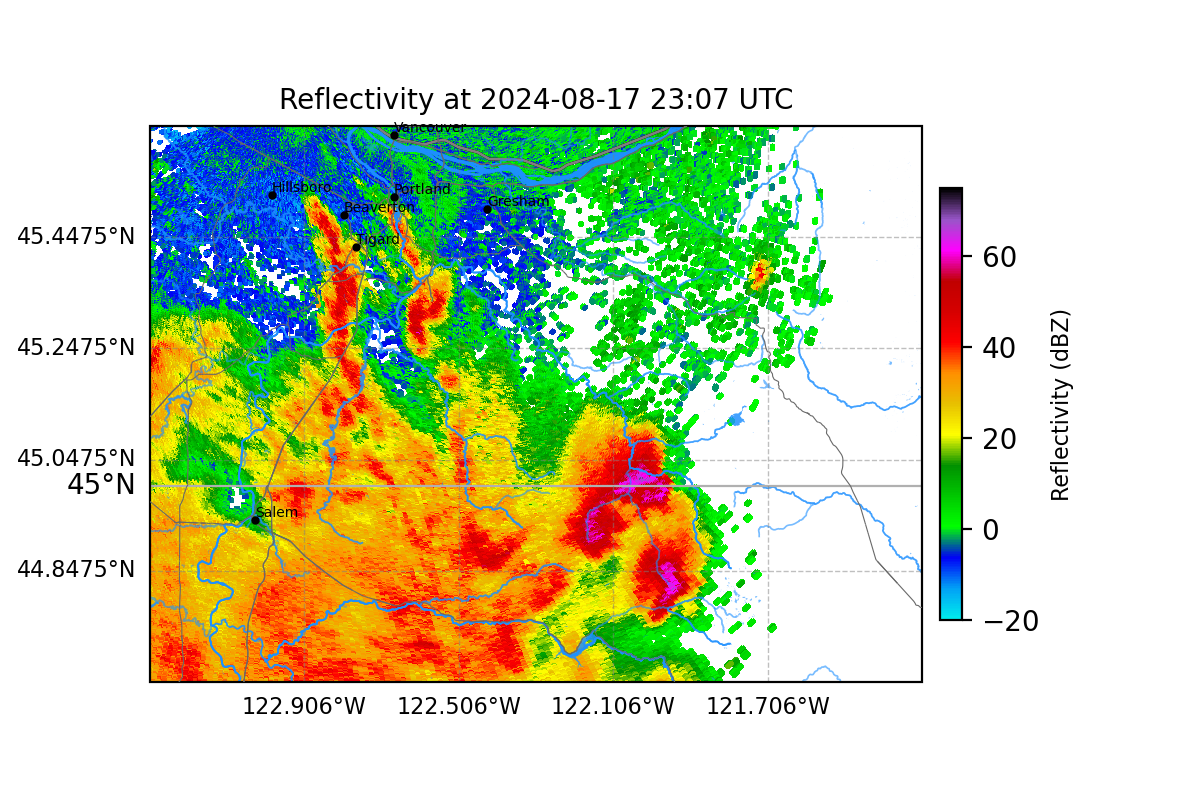 Reflectivity at 2024-08-17 23:07 UTC
Vancouver
Hillsboro
Portland
Beaverton
Gresham
Tigard
Salem
45.4475°N
45.2475°N
45.0475°N
45°N
44.8475°N
122.906°W
122.506°W
122.106°W
121.706°W
60
40
20
0
−20
Reflectivity (dBZ)